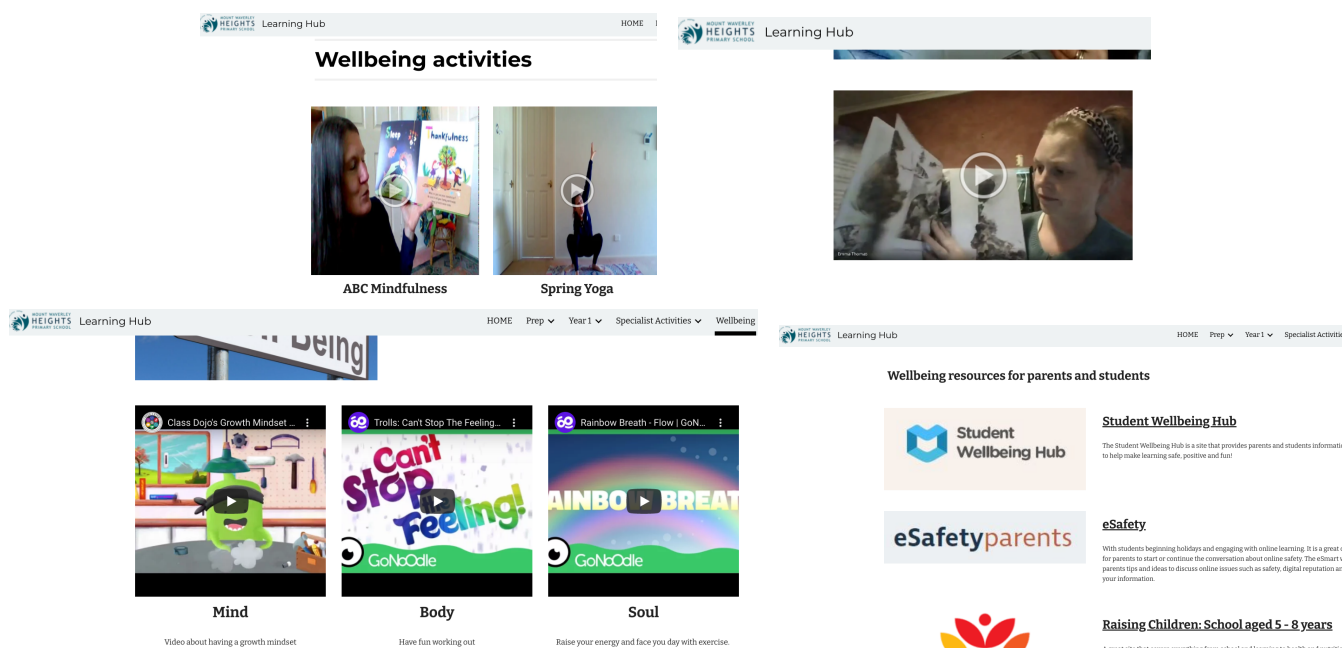 MOUNT WAVERLEY
HEIGHTS
PRIMARY SCHOOL
Learning Hub
HOME
Wellbeing activities
Sleep
Thankfulness
ABC Mindfulness
Spring Yoga
MOUNT WAVERLEY
HEIGHTS
PRIMARY SCHOOL
Learning Hub
Emma Thomas
MOUNT WAVERLEY
HEIGHTS
PRIMARY SCHOOL
Learning Hub
HOME Prep Year 1 Specialist Activities Wellbeing
Being
Class Dojo's Growth Mindset ...
Trolls: Can't Stop The Feeling...
Rainbow Breath - Flow | GoN...
Can't
Stop the
Feeling!
GoNoodle
AINBO BREAT
GoNoodle
Mind
Body
Soul
Video about having a growth mindset
Have fun working out
Raise your energy and face you day with exercise.
MOUNT WAVERLEY
HEIGHTS
PRIMARY SCHOOL
Learning Hub
HOME Prep Year 1 Specialist Activitie
Wellbeing resources for parents and students
Student
Wellbeing Hub
Student Wellbeing Hub
The Student Wellbeing Hub is a site that provides parents and students informatio
to help make learning safe, positive and fun!
eSafetyparents
eSafety
With students beginning holidays and engaging with online learning. It is a great
for parents to start or continue the conversation about online safety. The eSmart
parents tips and ideas to discuss online issues such as safety, digital reputation
your information.
Raising Children: School aged 5 - 8 years